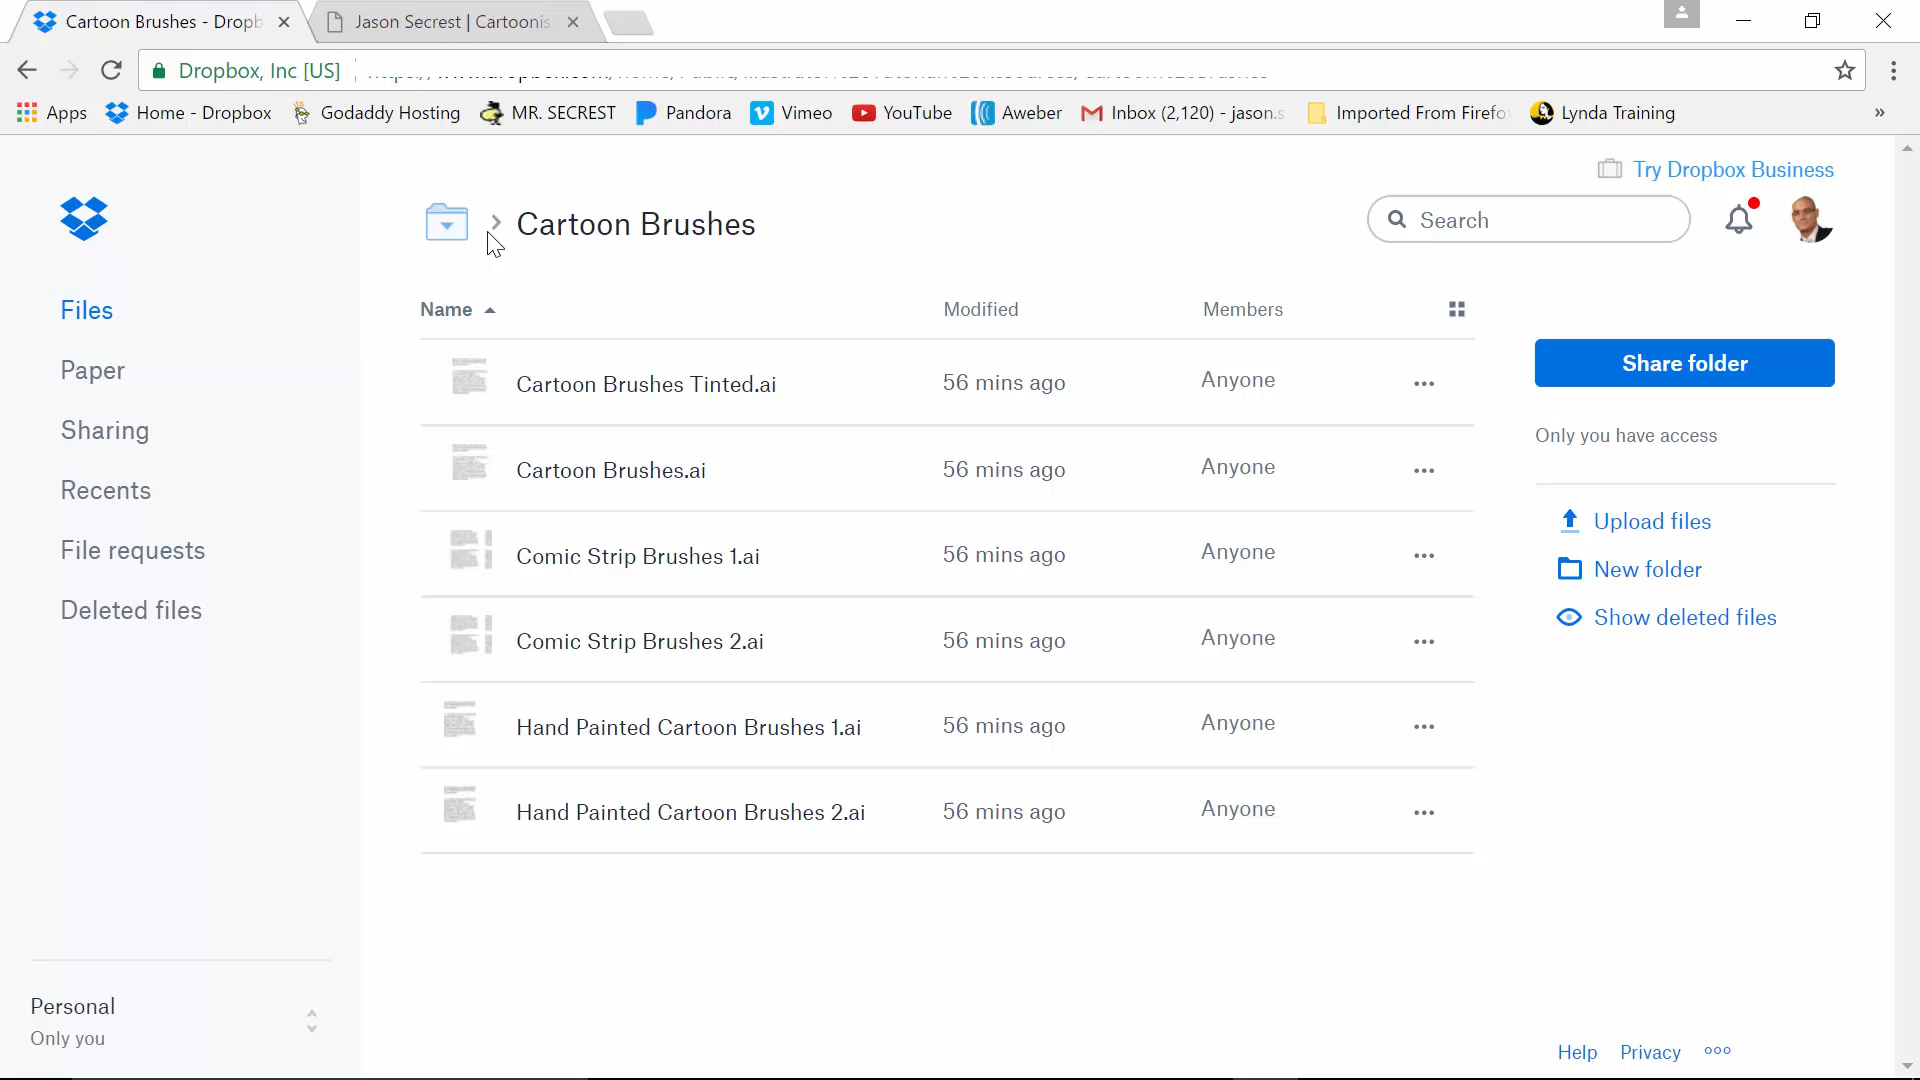 Cartoon Brushes - Dropb
Jason Secrest | Cartoonis
Dropbox, Inc [US]
Apps
Home - Dropbox
Godaddy Hosting
MR. SECREST
Pandora
Vimeo
YouTube
Aweber
Inbox (2,120) - jason.s
Imported From Firefo
Lynda Training
»
Try Dropbox Business
Cartoon Brushes
Search
Files
Paper
Sharing
Recents
File requests
Deleted files
Name Modified Members
Cartoon Brushes Tinted.ai 56 mins ago Anyone
Cartoon Brushes.ai 56 mins ago Anyone
Comic Strip Brushes 1.ai 56 mins ago Anyone
Comic Strip Brushes 2.ai 56 mins ago Anyone
Hand Painted Cartoon Brushes 1.ai 56 mins ago Anyone
Hand Painted Cartoon Brushes 2.ai 56 mins ago Anyone
Share folder
Only you have access
Upload files
New folder
Show deleted files
Personal
Only you
Help Privacy